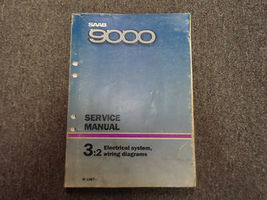 SAAB
9000
SERVICE
MANUAL
3:2 Electrical system,
wiring diagrams